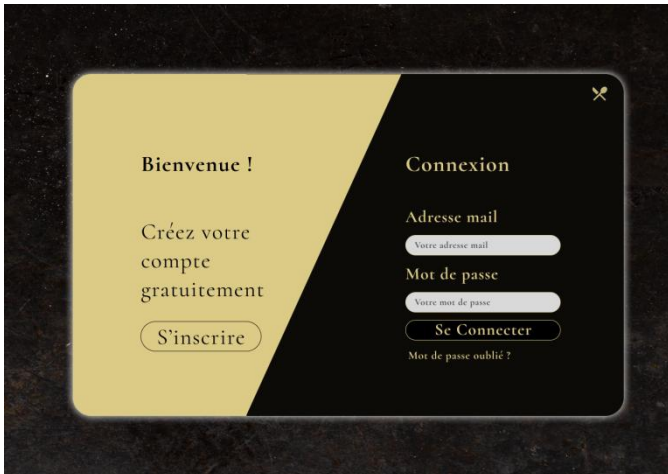 Bienvenue !
Créez votre
compte
gratuitement
S'inscrire
Connexion
Adresse mail
Votre adresse mail
Mot de passe
Votre mot de passe
Se Connecter
Mot de passe oublié ?